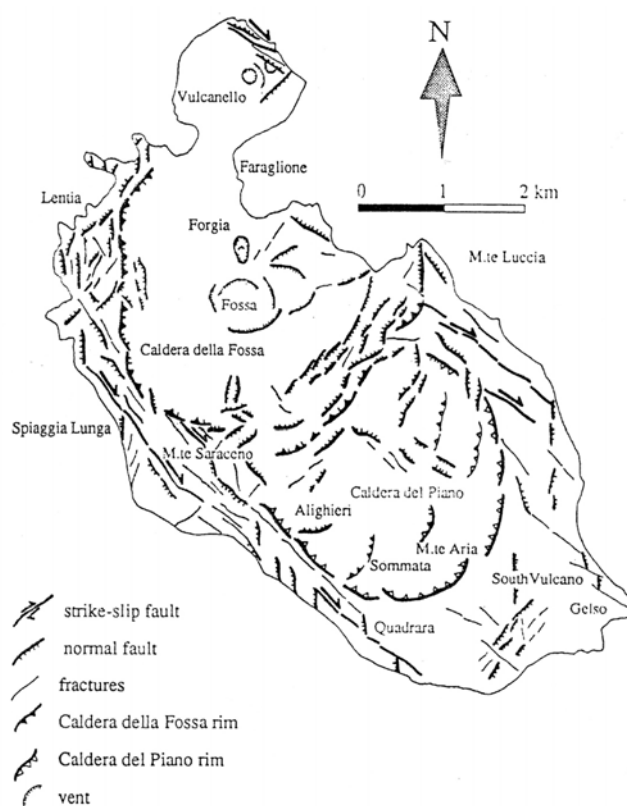 N
Vulcanello
Faraglione
0 1 2 km
Lentia
Forgia
M.te Luccia
Fossa
Caldera della Fossa
Spiaggia Lunga
M.te Saraceno
Caldera del Piano
Alighieri
M.te Aria
Sommata
South Vulcano
Gelso
Quadrara
strike-slip fault
normal fault
fractures
Caldera della Fossa rim
Caldera del Piano rim
vent